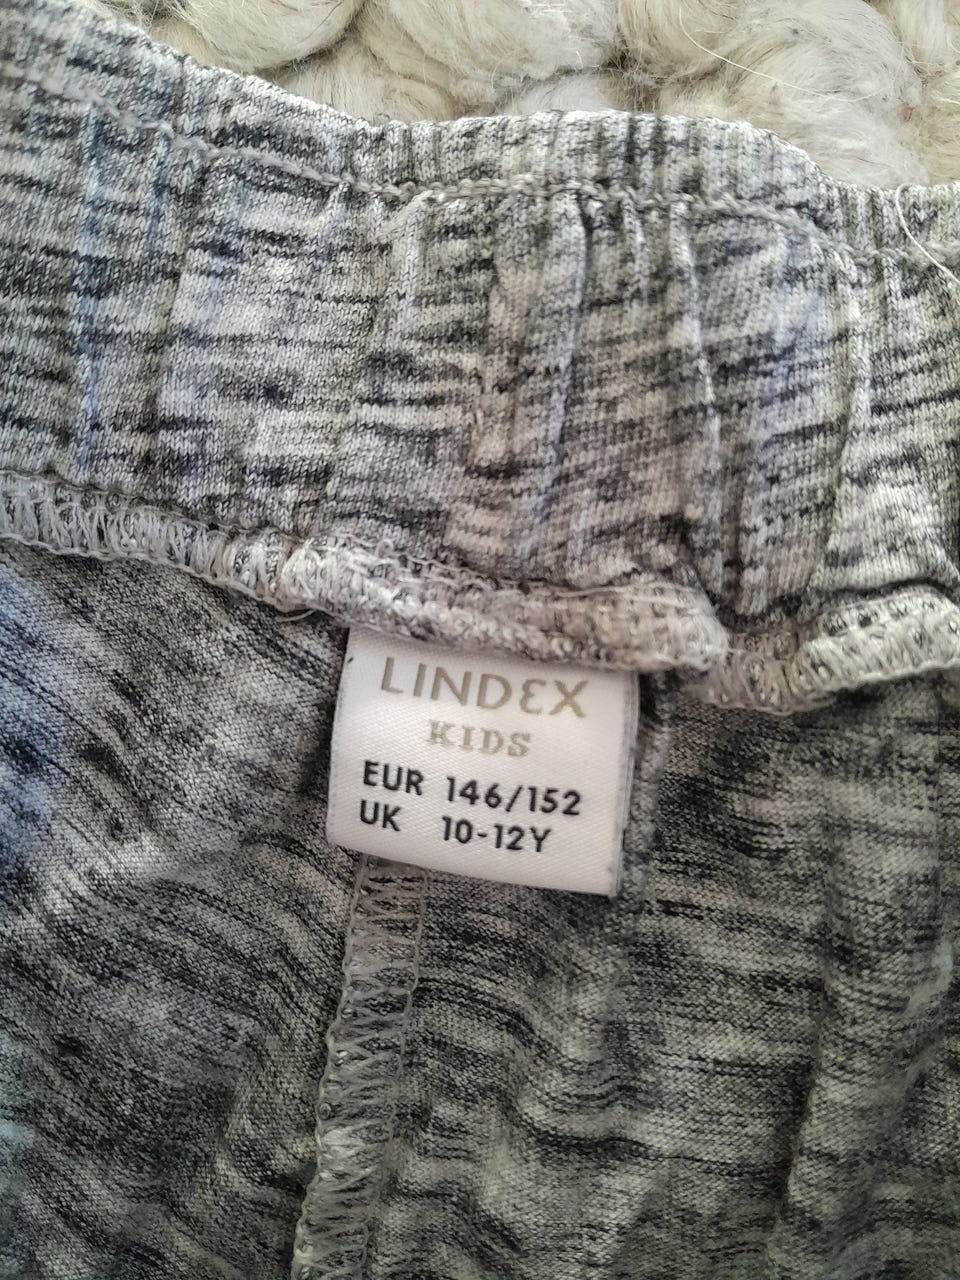 LINDEX
KIDS
EUR 146/152
UK 10-12Y